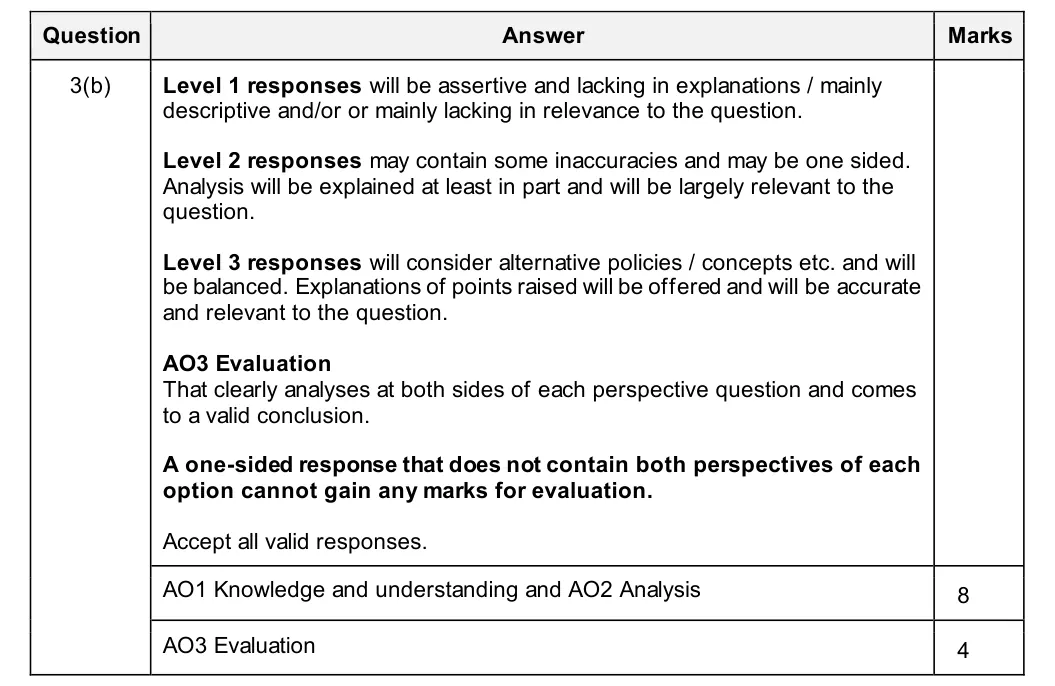 Question Answer Marks
3(b)
Level 1 responses will be assertive and lacking in explanations / mainly
descriptive and/or or mainly lacking in relevance to the question.
Level 2 responses may contain some inaccuracies and may be one sided.
Analysis will be explained at least in part and will be largely relevant to the
question.
Level 3 responses will consider alternative policies / concepts etc. and will
be balanced. Explanations of points raised will be offered and will be accurate
and relevant to the question.
AO3 Evaluation
That clearly analyses at both sides of each perspective question and comes
to a valid conclusion.
A one-sided response that does not contain both perspectives of each
option cannot gain any marks for evaluation.
Accept all valid responses.
AO1 Knowledge and understanding and AO2 Analysis 8
AO3 Evaluation 4